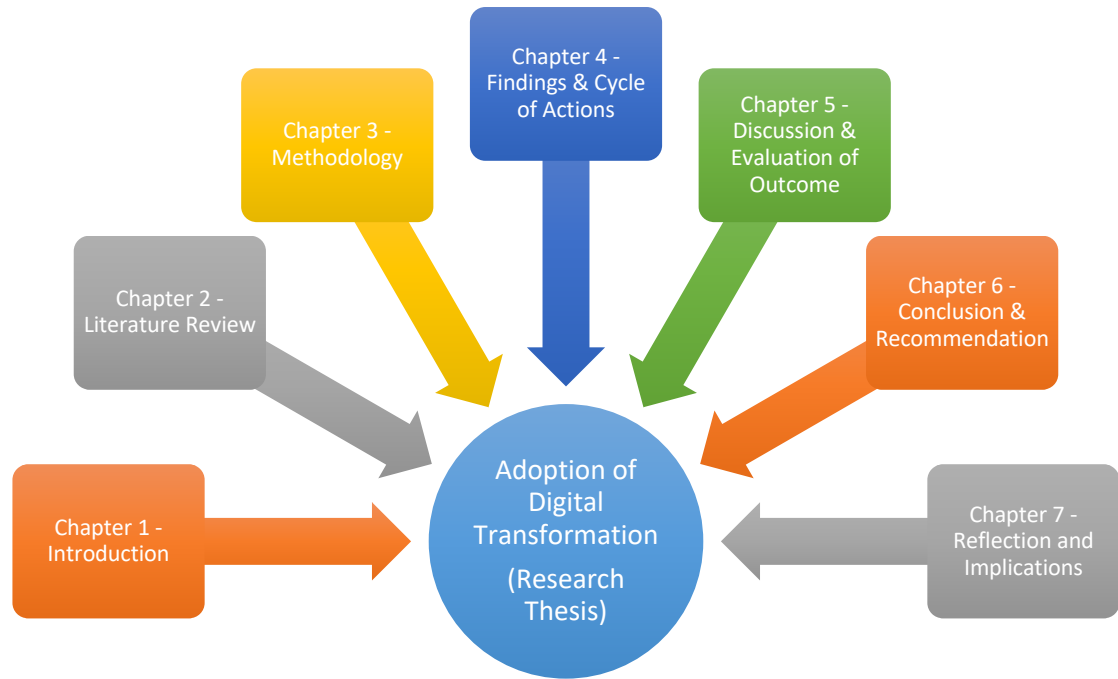 Chapter 1 -
Introduction
Chapter 2 -
Literature Review
Chapter 3 -
Methodology
Chapter 4 -
Findings & Cycle
of Actions
Chapter 5 -
Discussion &
Evaluation of
Outcome
Chapter 6 -
Conclusion &
Recommendation
Chapter 7 -
Reflection and
Implications
Adoption of
Digital
Transformation
(Research
Thesis)